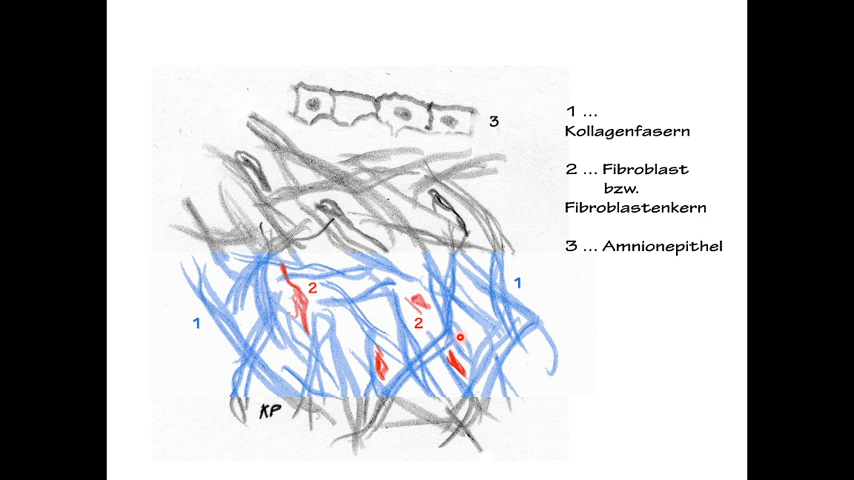 3
1 ...
Kollagenfasern
2 ... Fibroblast
bzw.
Fibroblastenkern
3 ... Amnionepithel
2
1
1
2
KP